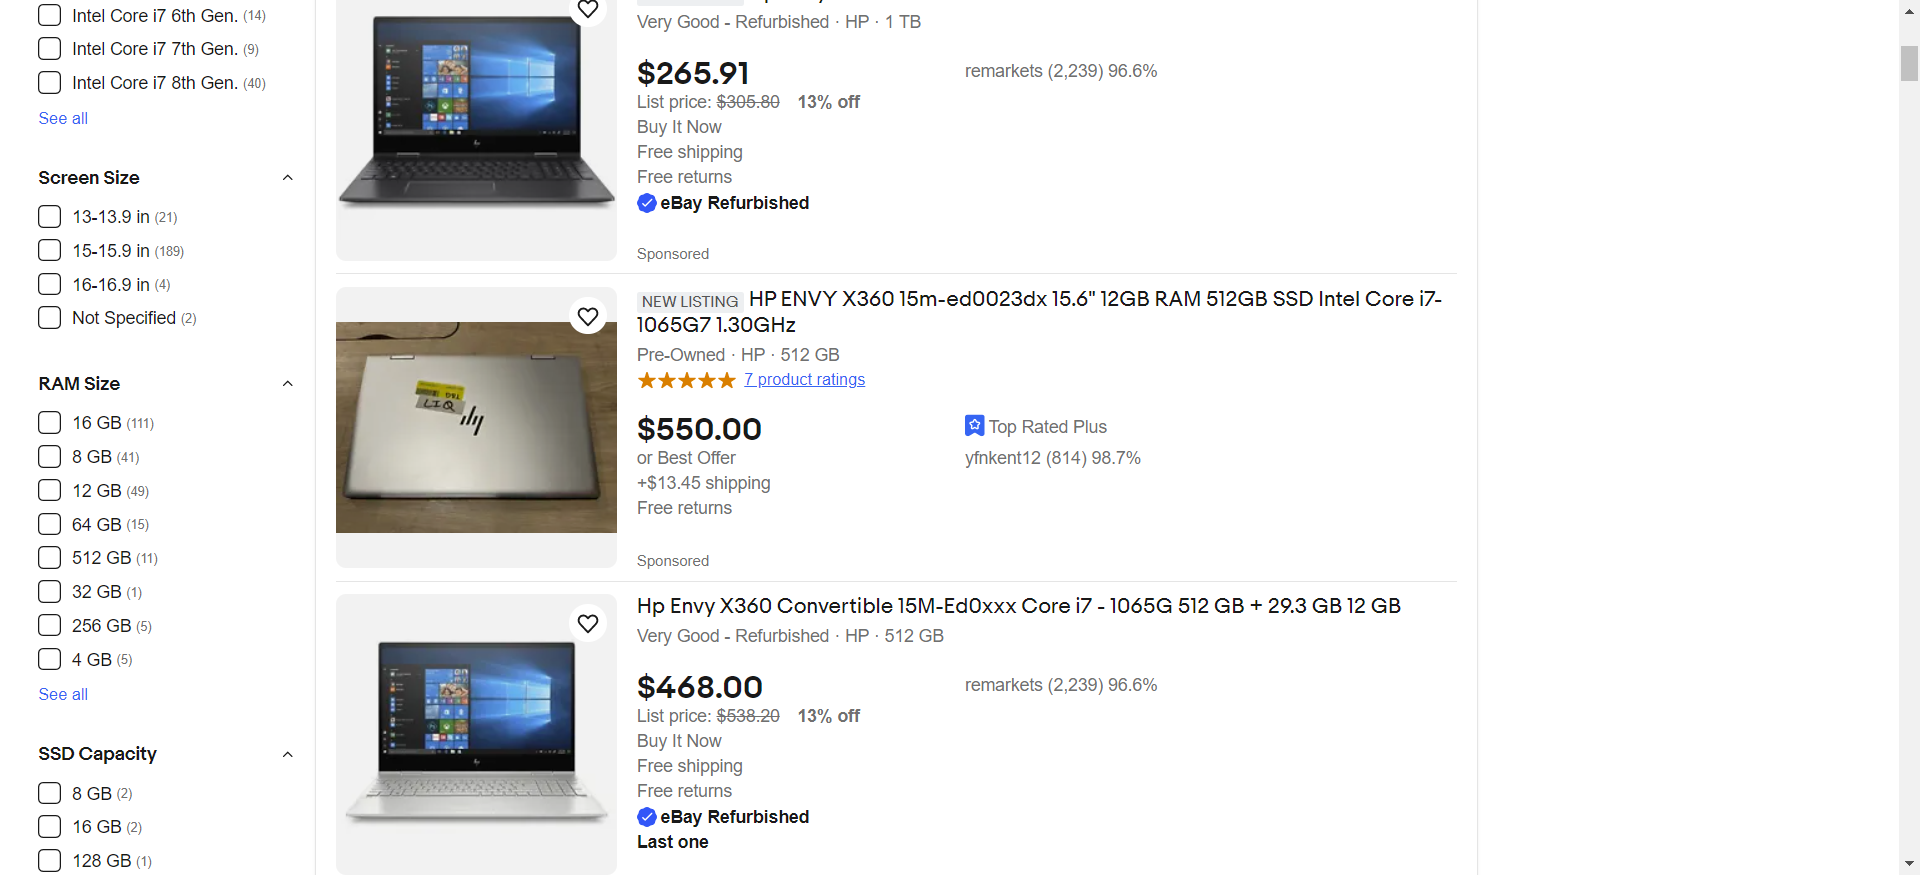 Intel Core i7 6th Gen. (14)
Intel Core i7 7th Gen. (9)
Intel Core i7 8th Gen. (40)
See all
Screen Size
13-13.9 in (21)
15-15.9 in (189)
16-16.9 in (4)
Not Specified (2)
RAM Size
16 GB (111)
8 GB (41)
12 GB (49)
64 GB (15)
512 GB (11)
32 GB (1)
256 GB (5)
4 GB (5)
See all
SSD Capacity
8 GB (2)
16 GB (2)
128 GB (1)
Very Good - Refurbished · HP · 1 TB
$265.91
remarkets (2,239) 96.6%
List price: $305.80 13% off
Buy It Now
Free shipping
Free returns
eBay Refurbished
Sponsored
NEW LISTING HP ENVY X360 15m-ed0023dx 15.6" 12GB RAM 512GB SSD Intel Core i7-
1065G7 1.30GHz
Pre-Owned · HP · 512 GB
7 product ratings
LIQ
hp
$550.00
Top Rated Plus
or Best Offer
yfnkent12 (814) 98.7%
+$13.45 shipping
Free returns
Sponsored
Hp Envy X360 Convertible 15M-Ed0xxx Core i7 - 1065G 512 GB + 29.3 GB 12 GB
Very Good - Refurbished · HP · 512 GB
$468.00
remarkets (2,239) 96.6%
List price: $538.20 13% off
Buy It Now
Free shipping
Free returns
eBay Refurbished
Last one